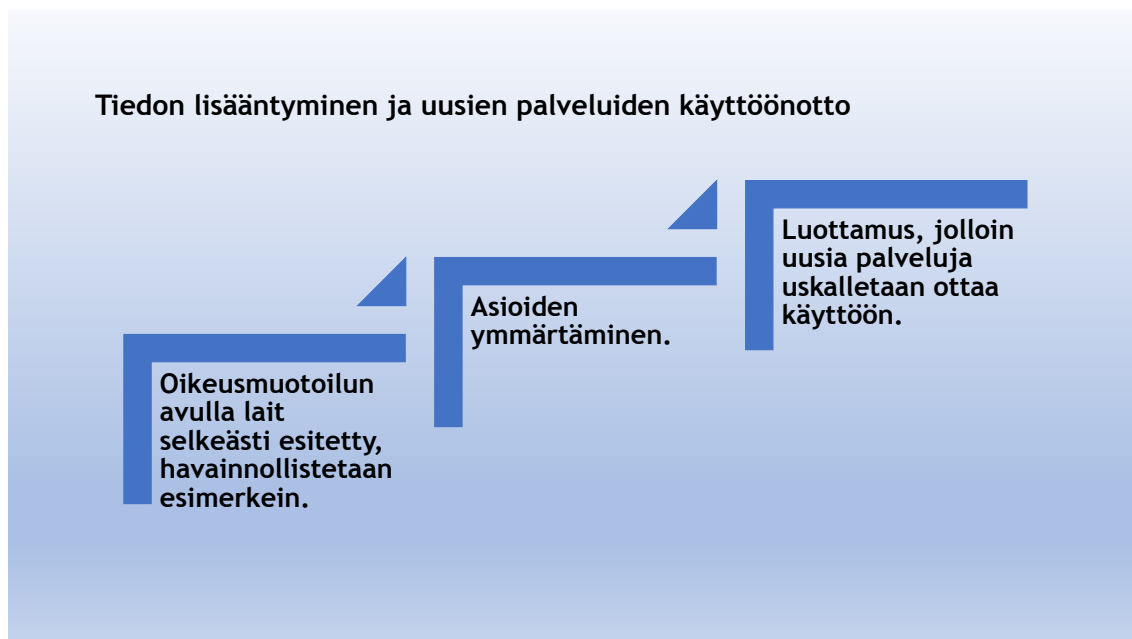 Tiedon lisääntyminen ja uusien palveluiden käyttöönotto
Oikeusmuotoilun
avulla lait
selkeästi esitetty,
havainnollistetaan
esimerkein.
Asioiden
ymmärtäminen.
Luottamus, jolloin
uusia palveluja
uskalletaan ottaa
käyttöön.